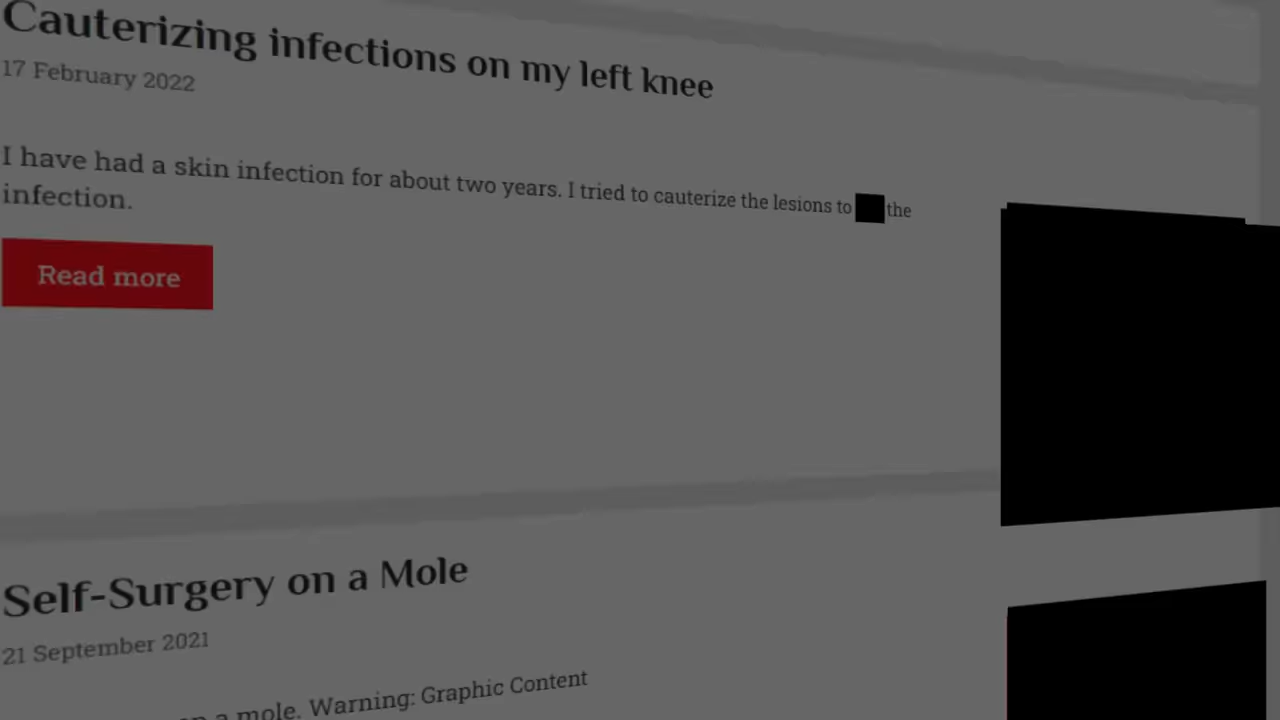 Cauterizing infections on my left knee
17 February 2022
I have had a skin infection for about two years. I tried to cauterize the lesions to the
infection.
Read more
Self-Surgery on a Mole
21 September 2021
a mole. Warning: Graphic Content